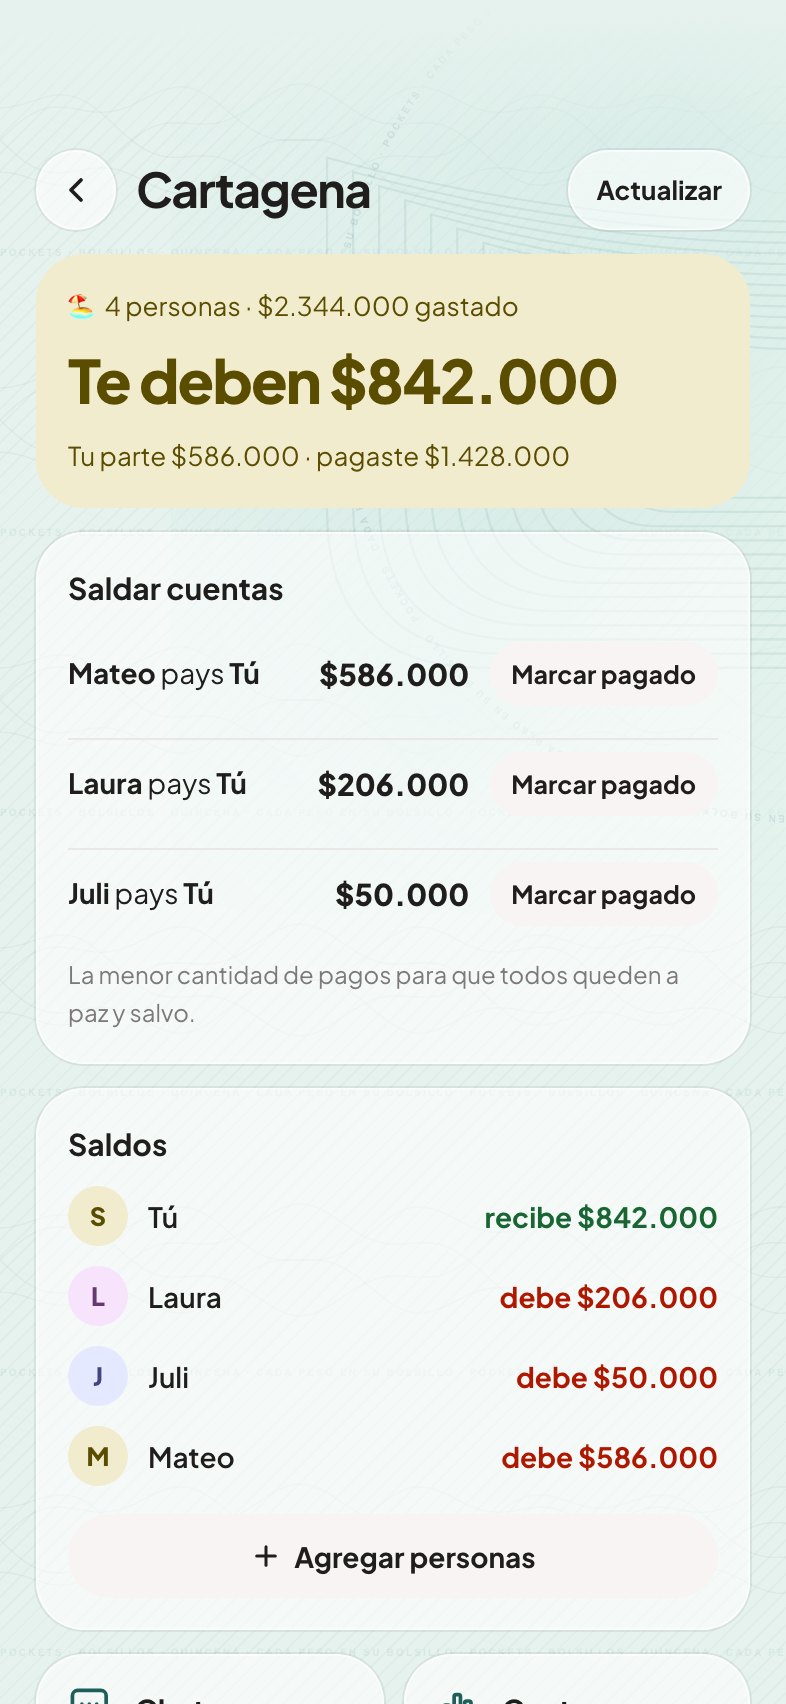 Cartagena
Actualizar
4 personas · $2.344.000 gastado
Te deben $842.000
Tu parte $586.000 · pagaste $1.428.000
Saldar cuentas
Mateo pays Tú $586.000 Marcar pagado
Laura pays Tú $206.000 Marcar pagado
Juli pays Tú $50.000 Marcar pagado
La menor cantidad de pagos para que todos queden a
paz y salvo.
Saldos
S Tú recibe $842.000
L Laura debe $206.000
J Juli debe $50.000
M Mateo debe $586.000
+ Agregar personas